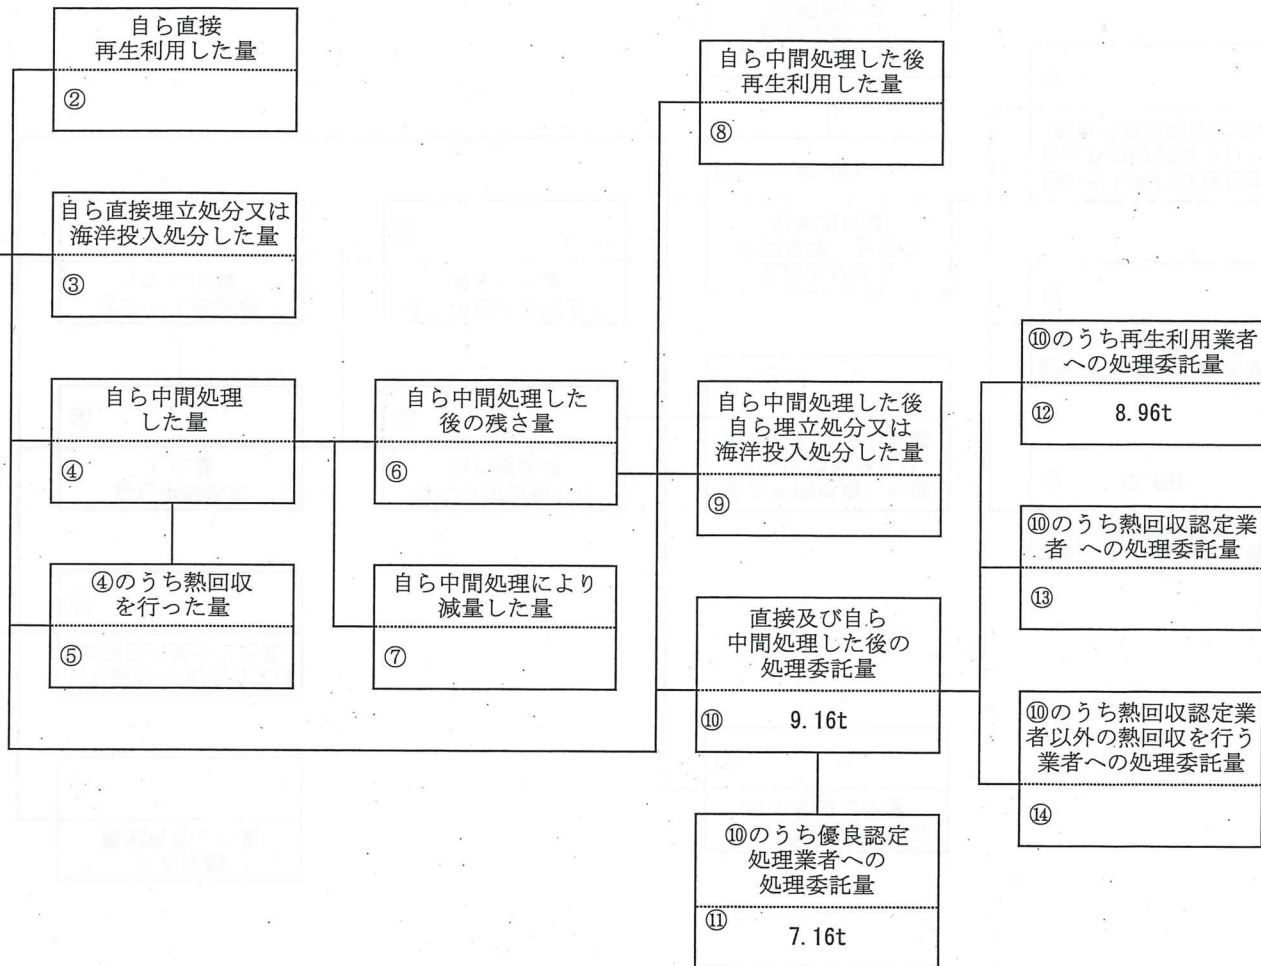 自ら直接
再生利用した量
②
自ら直接埋立処分又は
海洋投入処分した量
③
自ら中間処理
した量
④
④のうち熱回収
を行った量
⑤
自ら中間処理した
後の残さ量
⑥
自ら中間処理により
減量した量
⑦
自ら中間処理した後
再生利用した量
⑧
自ら中間処理した後
自ら埋立処分又は
海洋投入処分した量
⑨
直接及び自ら
中間処理した後の
処理委託量
⑩ 9.16t
⑩のうち優良認定
処理業者への
処理委託量
⑪ 7.16t
⑩のうち再生利用業者
への処理委託量
⑫ 8.96t
⑩のうち熱回収認定業
者 への処理委託量
⑬
⑩のうち熱回収認定業
者以外の熱回収を行う
業者への処理委託量
⑭